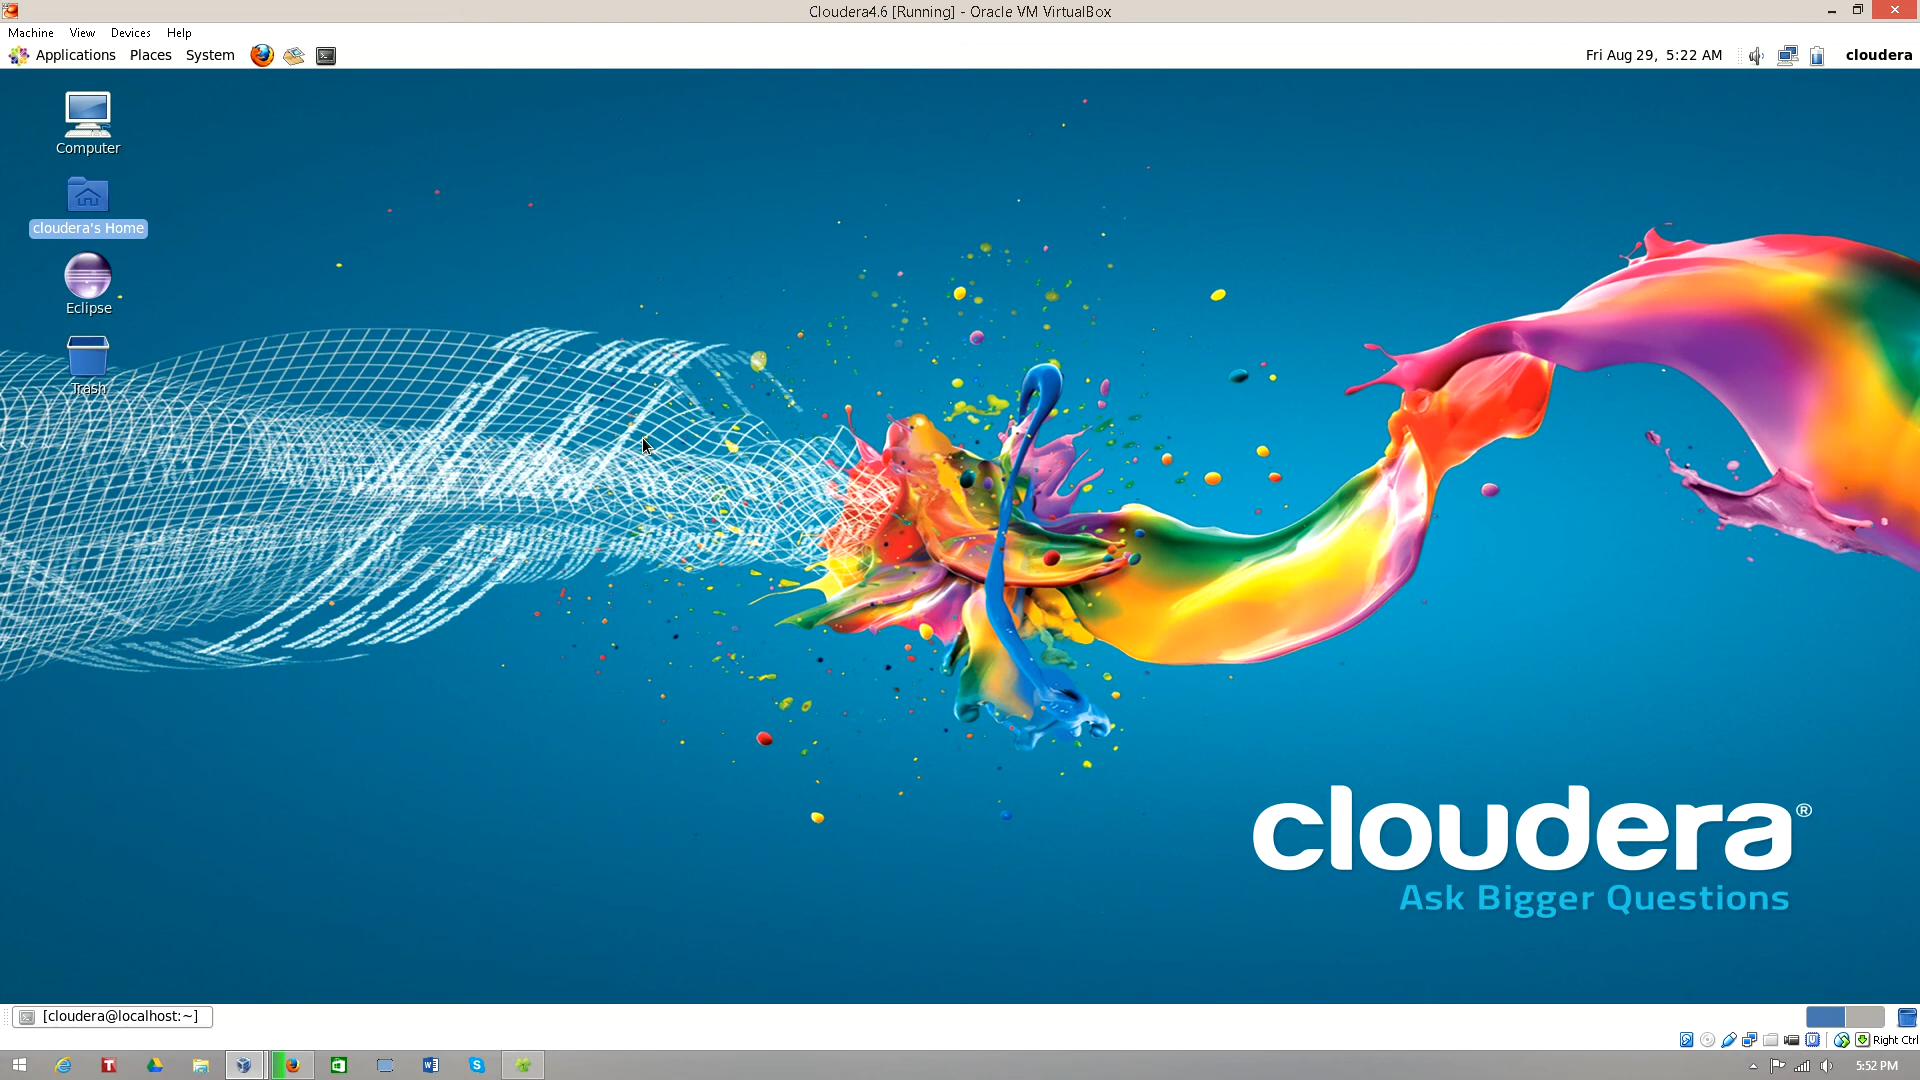 Cloudera4.6 [Running] - Oracle VM VirtualBox
Machine View Devices Help
Applications Places System
Fri Aug 29, 5:22 AM
cloudera
Computer
cloudera's Home
Eclipse
Trash
cloudera®
Ask Bigger Questions
[cloudera@localhost:~]
Right Ctrl
5:52 PM